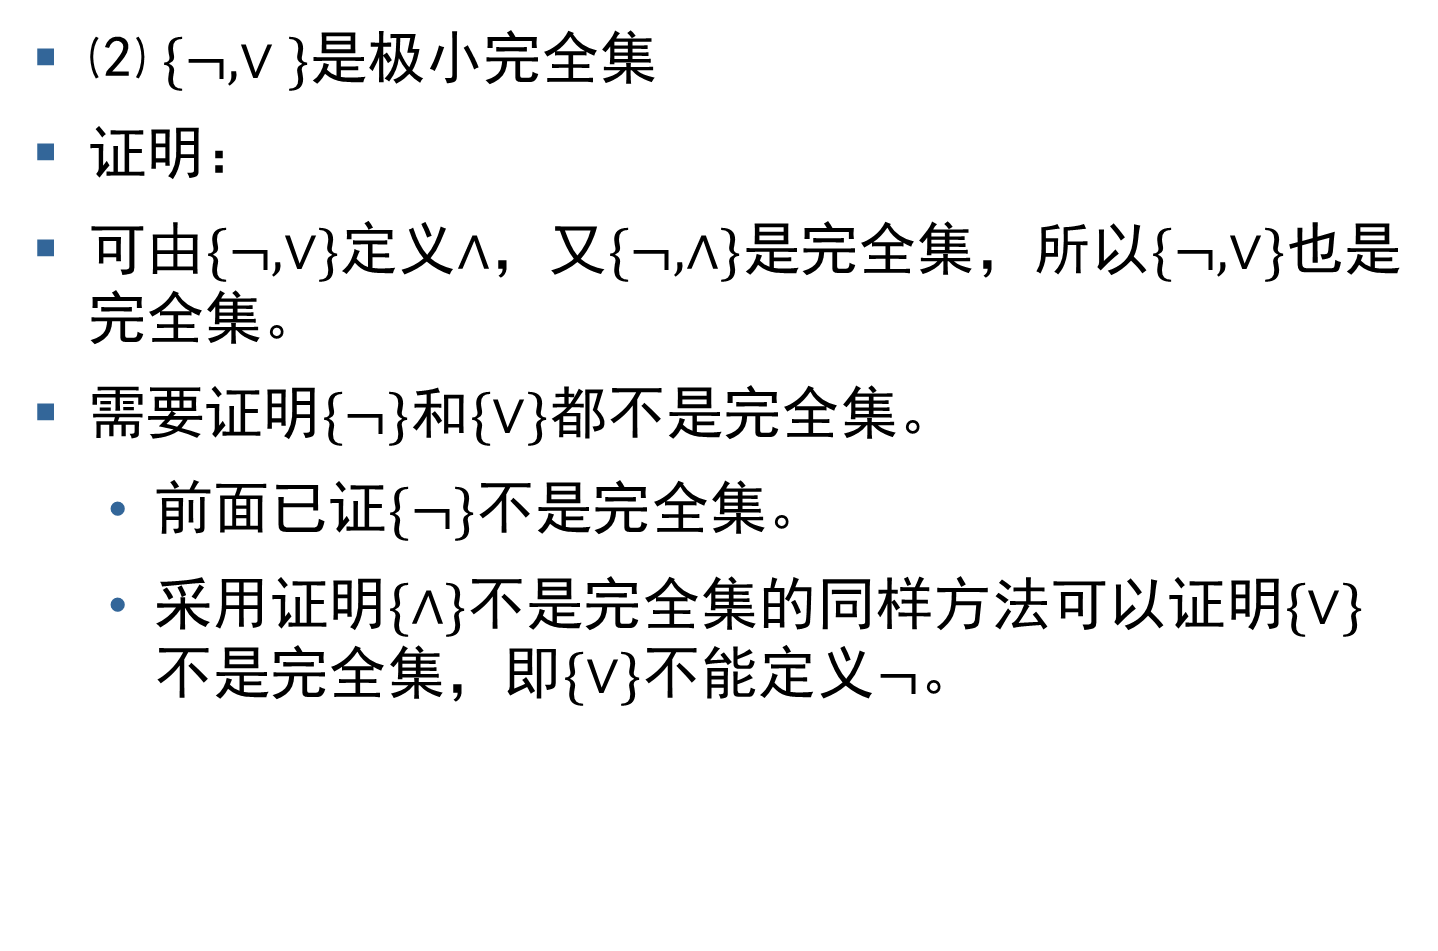 (2) {¬,∨ }是极小完全集
证明：
可由{¬,∨}定义∧，又{¬,∧}是完全集，所以{¬,∨}也是
完全集。
需要证明{¬}和{∨}都不是完全集。
前面已证{¬}不是完全集。
采用证明{∧}不是完全集的同样方法可以证明{∨}
不是完全集，即{∨}不能定义¬。